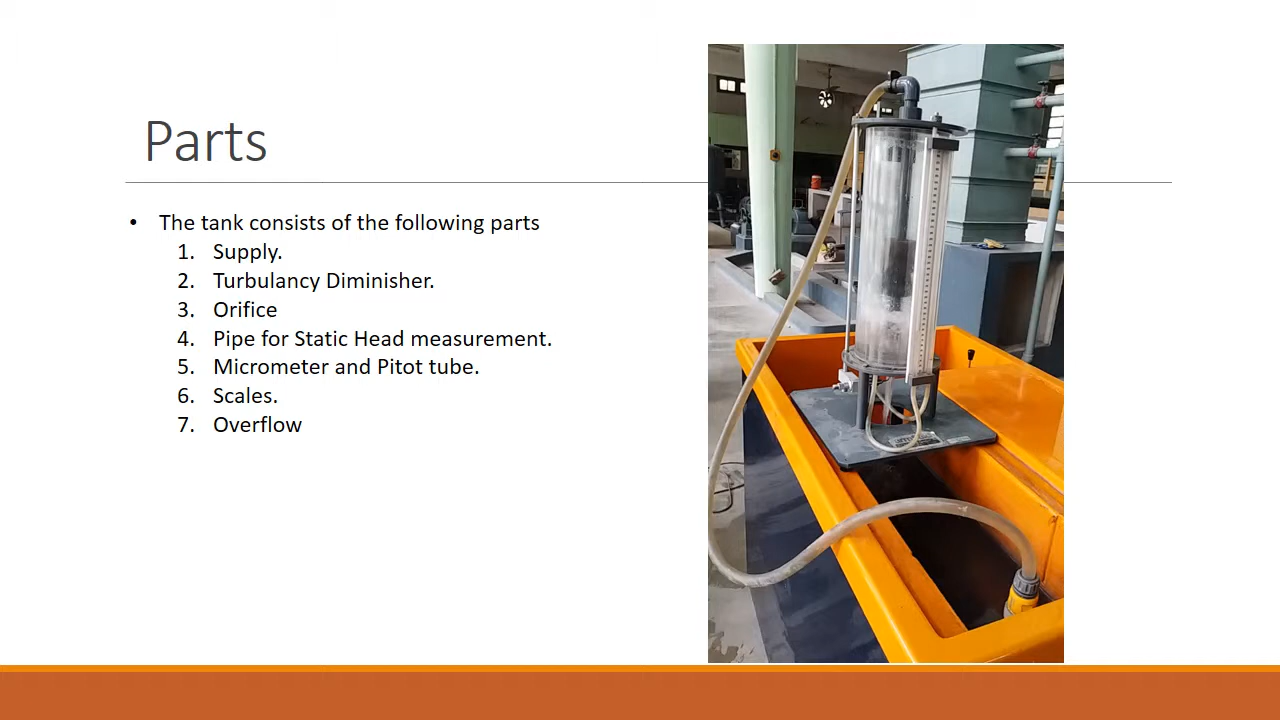 Parts
• The tank consists of the following parts
1. Supply.
2. Turbulancy Diminisher.
3. Orifice
4. Pipe for Static Head measurement.
5. Micrometer and Pitot tube.
6. Scales.
7. Overflow